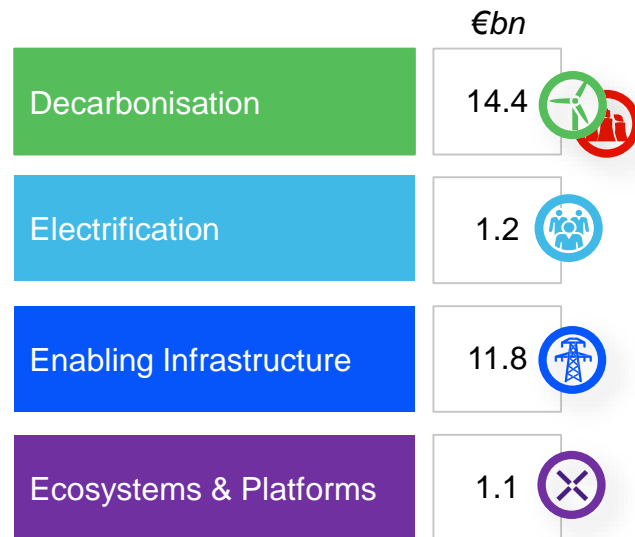 €bn
Decarbonisation 14.4
Electrification 1.2
Enabling Infrastructure 11.8
Ecosystems & Platforms 1.1